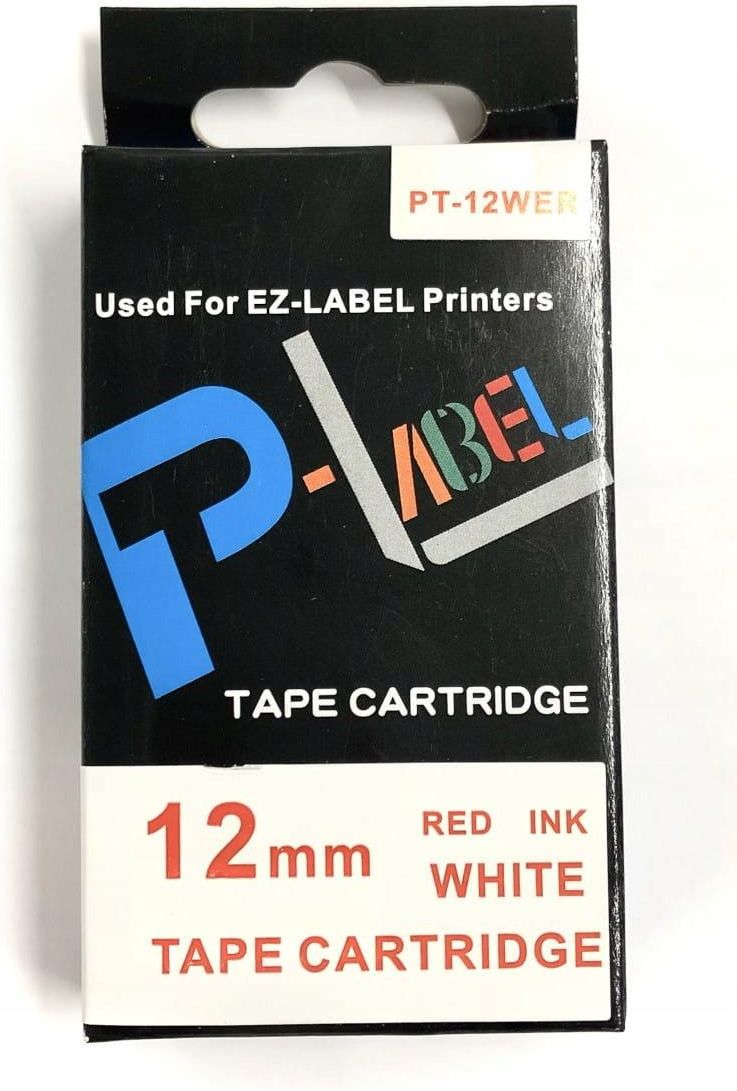 PT-12WER
Used For EZ-LABEL Printers
P-LABEL
TAPE CARTRIDGE
12mm
RED INK
WHITE
TAPE CARTRIDGE